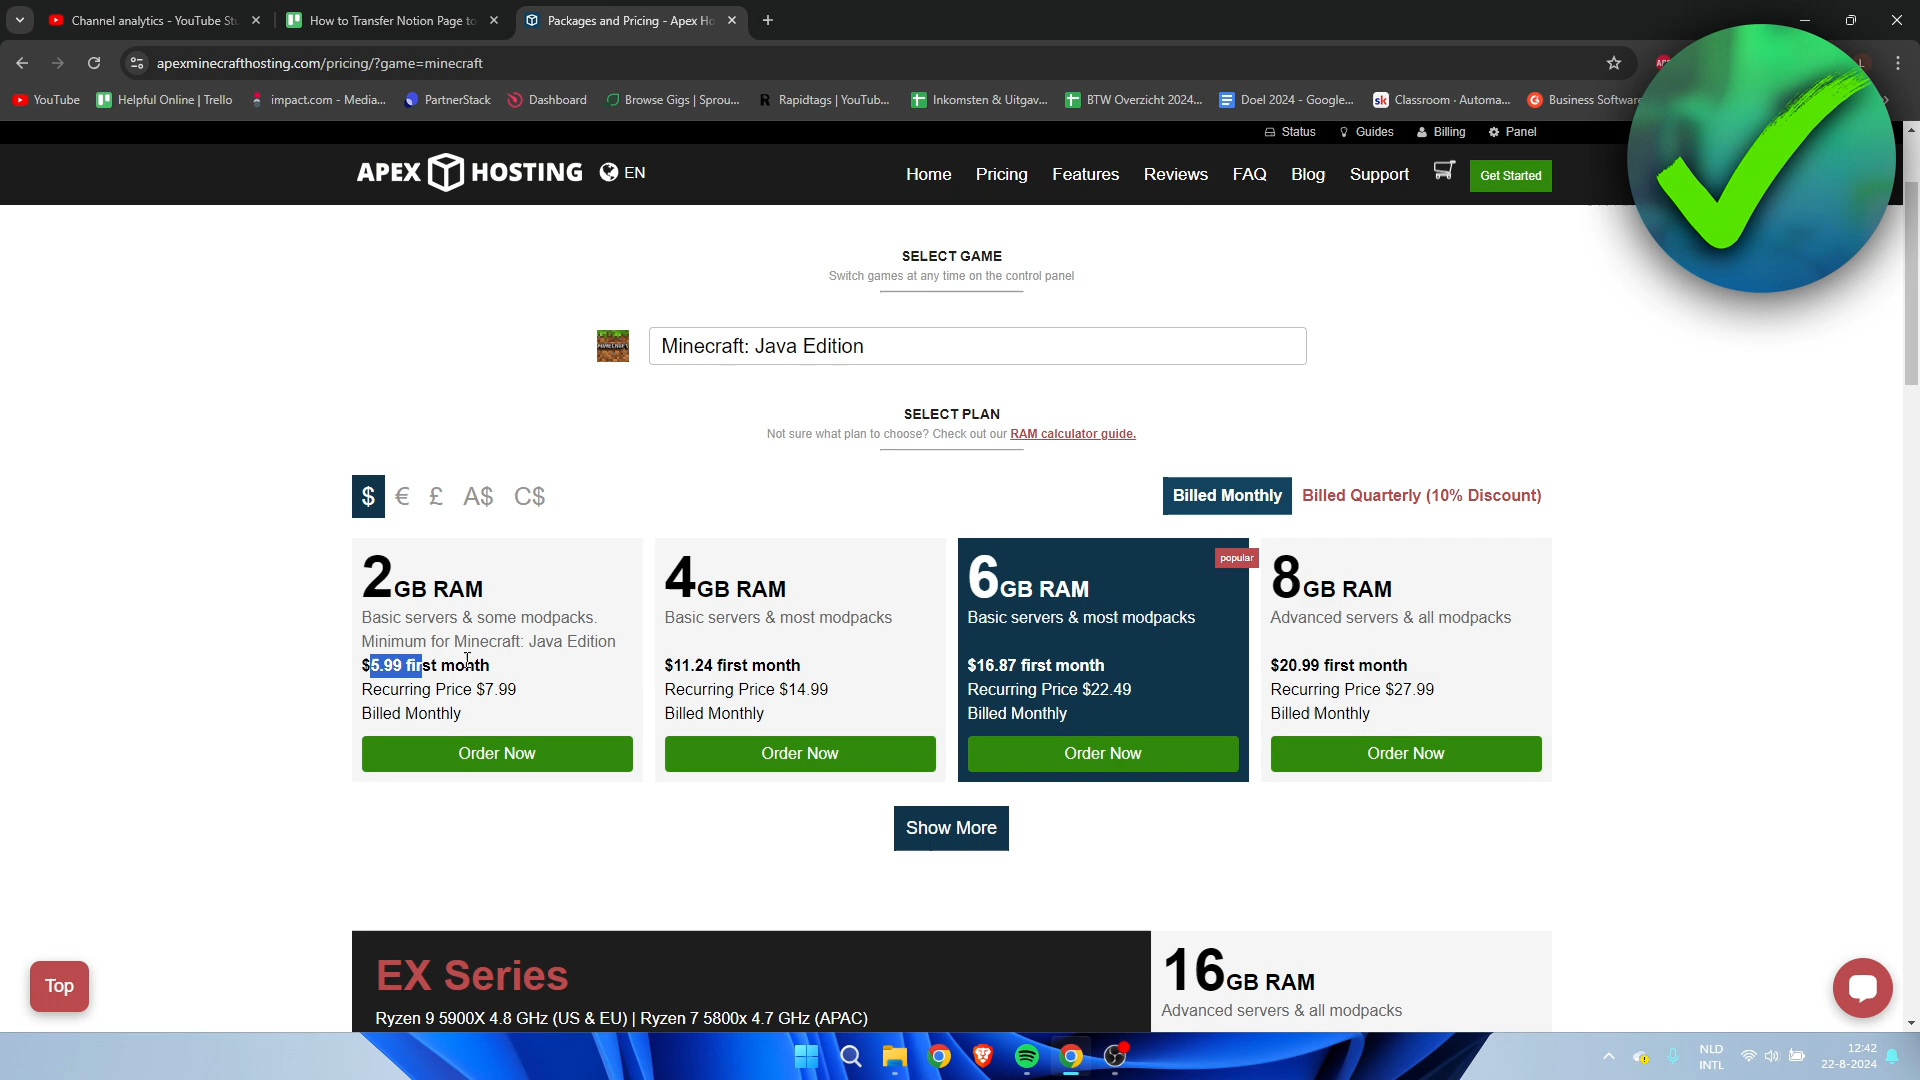 Channel analytics - YouTube Stu
How to Transfer Notion Page to
Packages and Pricing - Apex Ho
apexminecrafthosting.com/pricing/?game=minecraft
YouTube
Helpful Online | Trello
impact.com - Media...
PartnerStack
Dashboard
Browse Gigs | Sprou...
Rapidtags | YouTub...
Inkomsten & Uitgav...
BTW Overzicht 2024...
Doel 2024 - Google...
Classroom - Automa...
Business Software
Status
Guides
Billing
Panel
APEX HOSTING
EN
Home
Pricing
Features
Reviews
FAQ
Blog
Support
Get Started
SELECT GAME
Switch games at any time on the control panel
Minecraft: Java Edition
SELECT PLAN
Not sure what plan to choose? Check out our RAM calculator guide.
$ € £ A$ C$
Billed Monthly
Billed Quarterly (10% Discount)
2GB RAM
Basic servers & some modpacks.
Minimum for Minecraft: Java Edition
$5.99 first month
Recurring Price $7.99
Billed Monthly
Order Now
4GB RAM
Basic servers & most modpacks
$11.24 first month
Recurring Price $14.99
Billed Monthly
Order Now
popular
6GB RAM
Basic servers & most modpacks
$16.87 first month
Recurring Price $22.49
Billed Monthly
Order Now
8GB RAM
Advanced servers & all modpacks
$20.99 first month
Recurring Price $27.99
Billed Monthly
Order Now
Show More
EX Series
Ryzen 9 5900X 4.8 GHz (US & EU) | Ryzen 7 5800x 4.7 GHz (APAC)
16GB RAM
Advanced servers & all modpacks
Top
NLD
INTL
12:42
22-8-2024